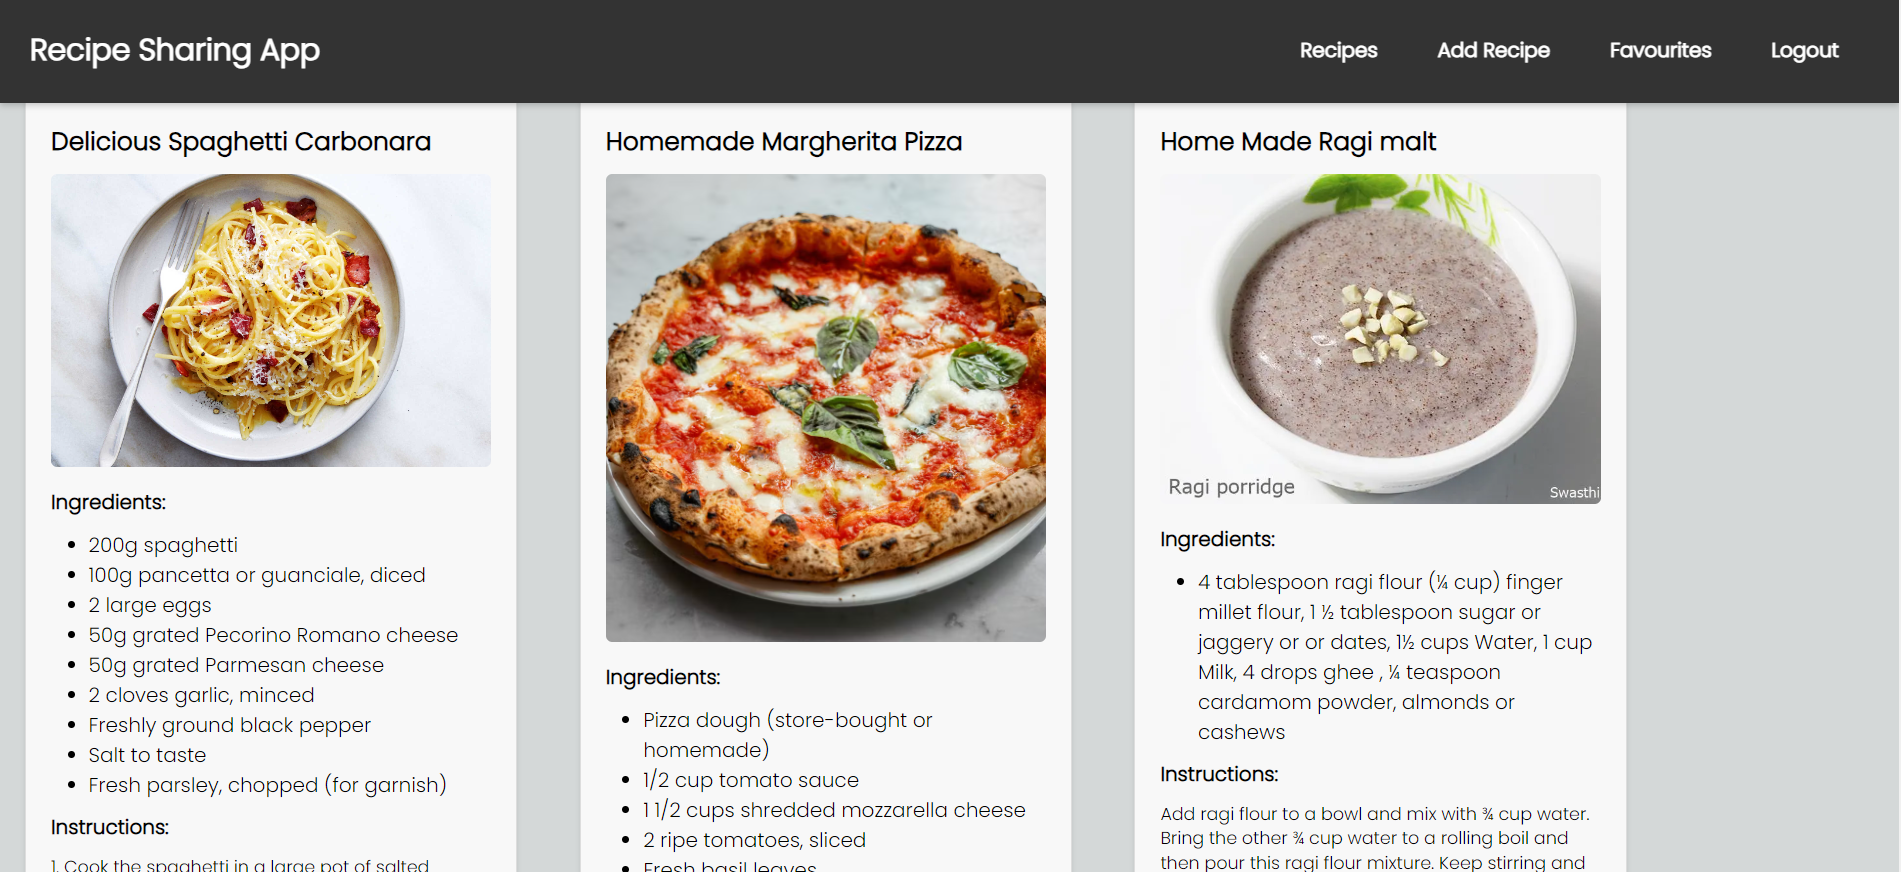 Recipe Sharing App
Recipes
Add Recipe
Favourites
Logout
Delicious Spaghetti Carbonara
Ingredients:
200g spaghetti
100g pancetta or guanciale, diced
2 large eggs
50g grated Pecorino Romano cheese
50g grated Parmesan cheese
2 cloves garlic, minced
Freshly ground black pepper
Salt to taste
Fresh parsley, chopped (for garnish)
Instructions:
1. Cook the spaghetti in a large pot of salted
Homemade Margherita Pizza
Ingredients:
Pizza dough (store-bought or
homemade)
1/2 cup tomato sauce
1 1/2 cups shredded mozzarella cheese
2 ripe tomatoes, sliced
Fresh basil leaves
Home Made Ragi malt
Ragi porridge
Swasthi
Ingredients:
4 tablespoon ragi flour (¼ cup) finger
millet flour, 1 ½ tablespoon sugar or
jaggery or or dates, 1½ cups Water, 1 cup
Milk, 4 drops ghee , ¼ teaspoon
cardamom powder, almonds or
cashews
Instructions:
Add ragi flour to a bowl and mix with ¾ cup water.
Bring the other ¾ cup water to a rolling boil and
then pour this ragi flour mixture. Keep stirring and